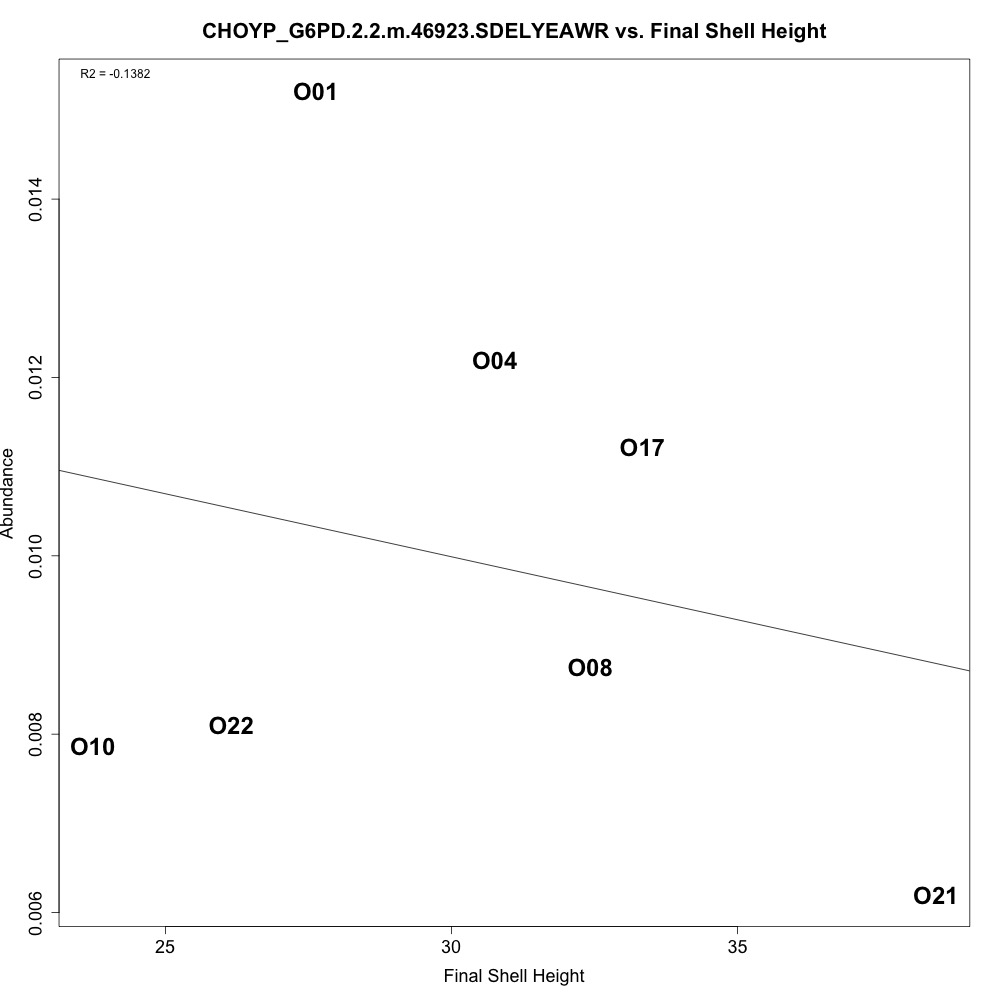 CHOYP_G6PD.2.2.m.46923.SDELYEAWR vs. Final Shell Height
R2 = -0.1382
O01
0.014
O04
0.012
O17
Abundance
0.010
O08
O22
0.008
O10
O21
0.006
25 30 35
Final Shell Height